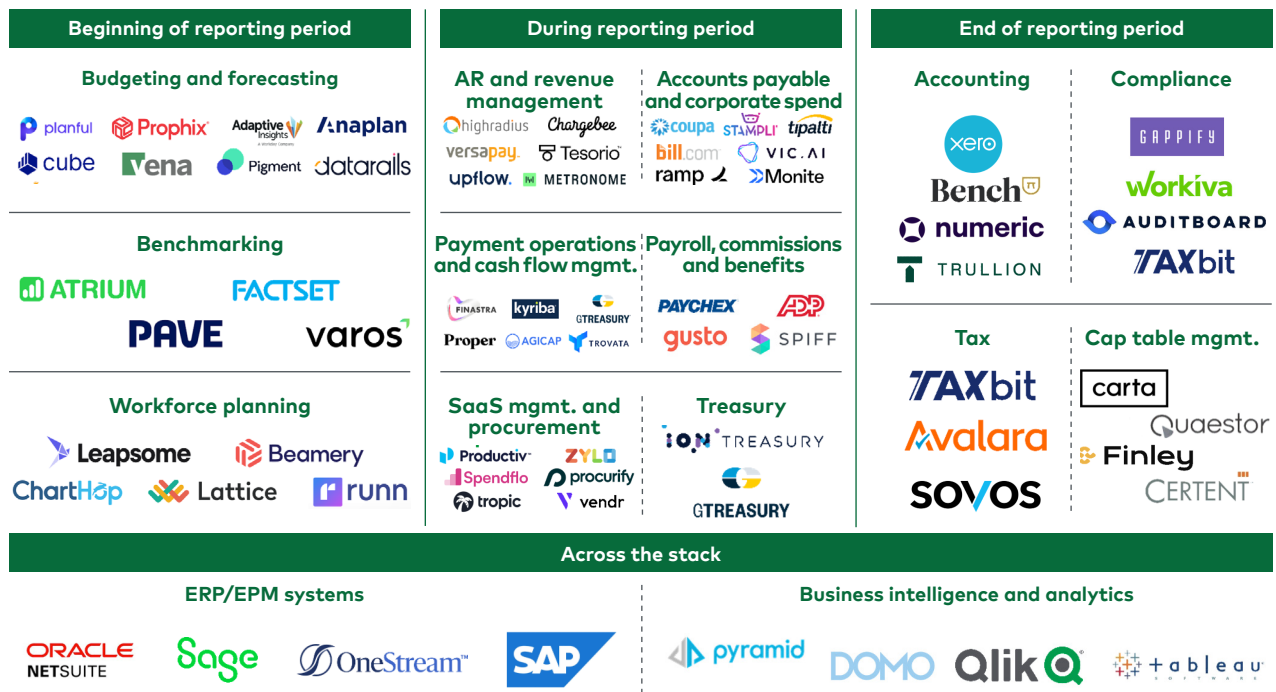 Beginning of reporting period
Budgeting and forecasting
planful
Prophix
Adaptive
Insights
A Workday Company
Anaplan
cube
vena
Pigment
datarails
Benchmarking
ATRIUM
FACTSET
PAVE
varos
Workforce planning
Leapsome
Beamery
ChartHop
Lattice
runn
During reporting period
AR and revenue
management
highradius
Chargebee
versapay.
Tesorio
upflow.
METRONOME
Accounts payable
and corporate spend
coupa
STAMPLI
tipalti
bill.com
VIC.AI
ramp
Monite
Payment operations
and cash flow mgmt.
FINASTRA
kyriba
GTREASURY
Proper
AGICAP
TROVATA
Payroll, commissions
and benefits
PAYCHEX
ADP
gusto
SPIFF
SaaS mgmt. and
procurement
Productiv
ZYLO
Spendflo
procurify
tropic
vendr
Treasury
ION TREASURY
GTREASURY
End of reporting period
Accounting
xero
Bench
numeric
TRULLION
Compliance
GAPPIFY
workiva
AUDITBOARD
TAXbit
Tax
TAXbit
Avalara
SOVOS
Cap table mgmt.
carta
Quaestor
Finley
CERTENT
Across the stack
ERP/EPM systems
ORACLE
NETSUITE
Sage
OneStream™
SAP
Business intelligence and analytics
pyramid
DOMO
Qlik
+ableau
SOFTWARE